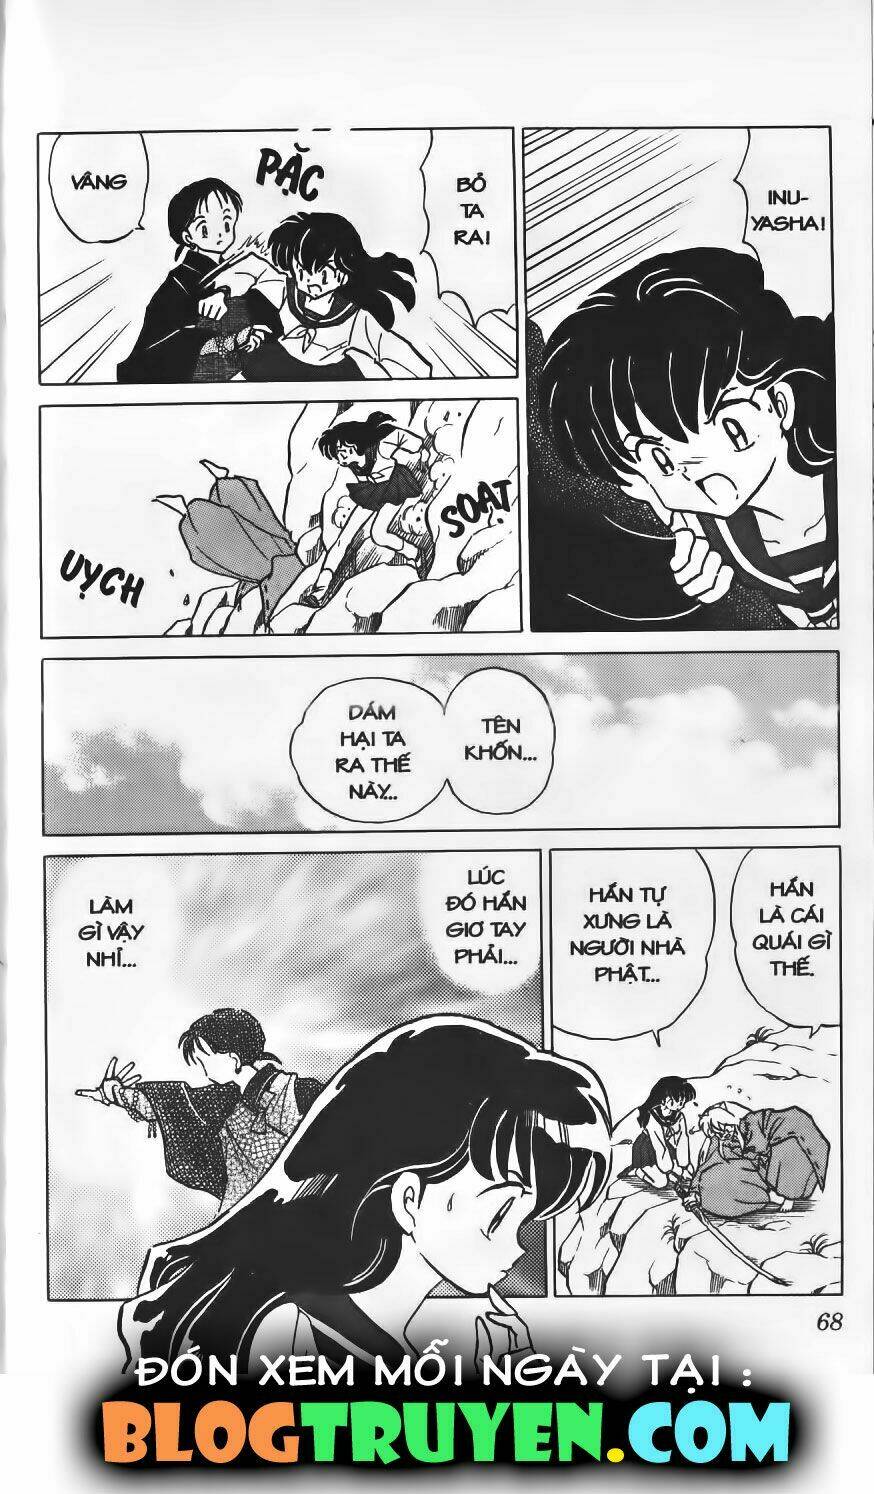 INU-
YASHA!
BỎ
TA
RA!
PẶC
VÂNG
SOẠT
UỴCH
TÊN
KHỐN...
DÁM
HẠI TA
RA THẾ
NÀY...
HẮN
LÀ CÁI
QUÁI GÌ
THẾ.
HẮN TỰ
XƯNG LÀ
NGƯỜI NHÀ
PHẬT...
LÚC
ĐÓ HẮN
GIƠ TAY
PHẢI...
LÀM
GÌ VẬY
NHỈ...
68
ĐÓN XEM MỖI NGÀY TẠI :
BLOGTRUYEN.COM